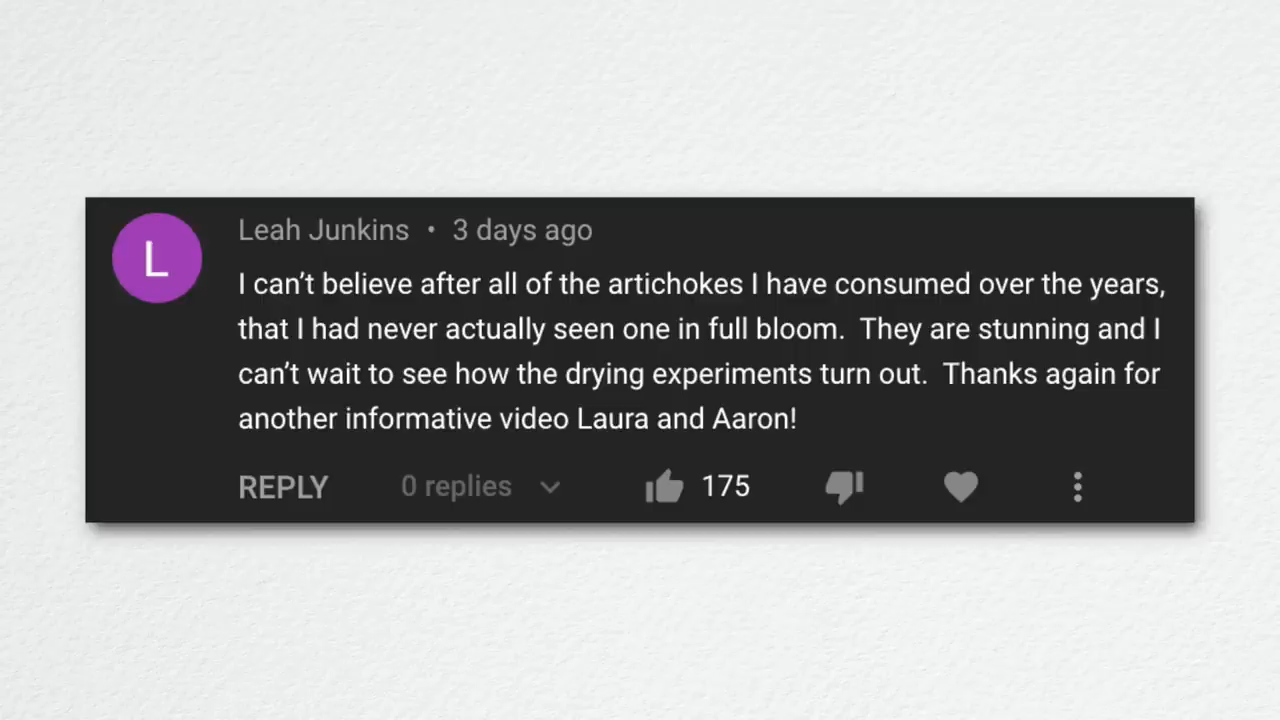 L
Leah Junkins • 3 days ago
I can’t believe after all of the artichokes I have consumed over the years,
that I had never actually seen one in full bloom.  They are stunning and I
can’t wait to see how the drying experiments turn out.  Thanks again for
another informative video Laura and Aaron!
REPLY 0 replies 175